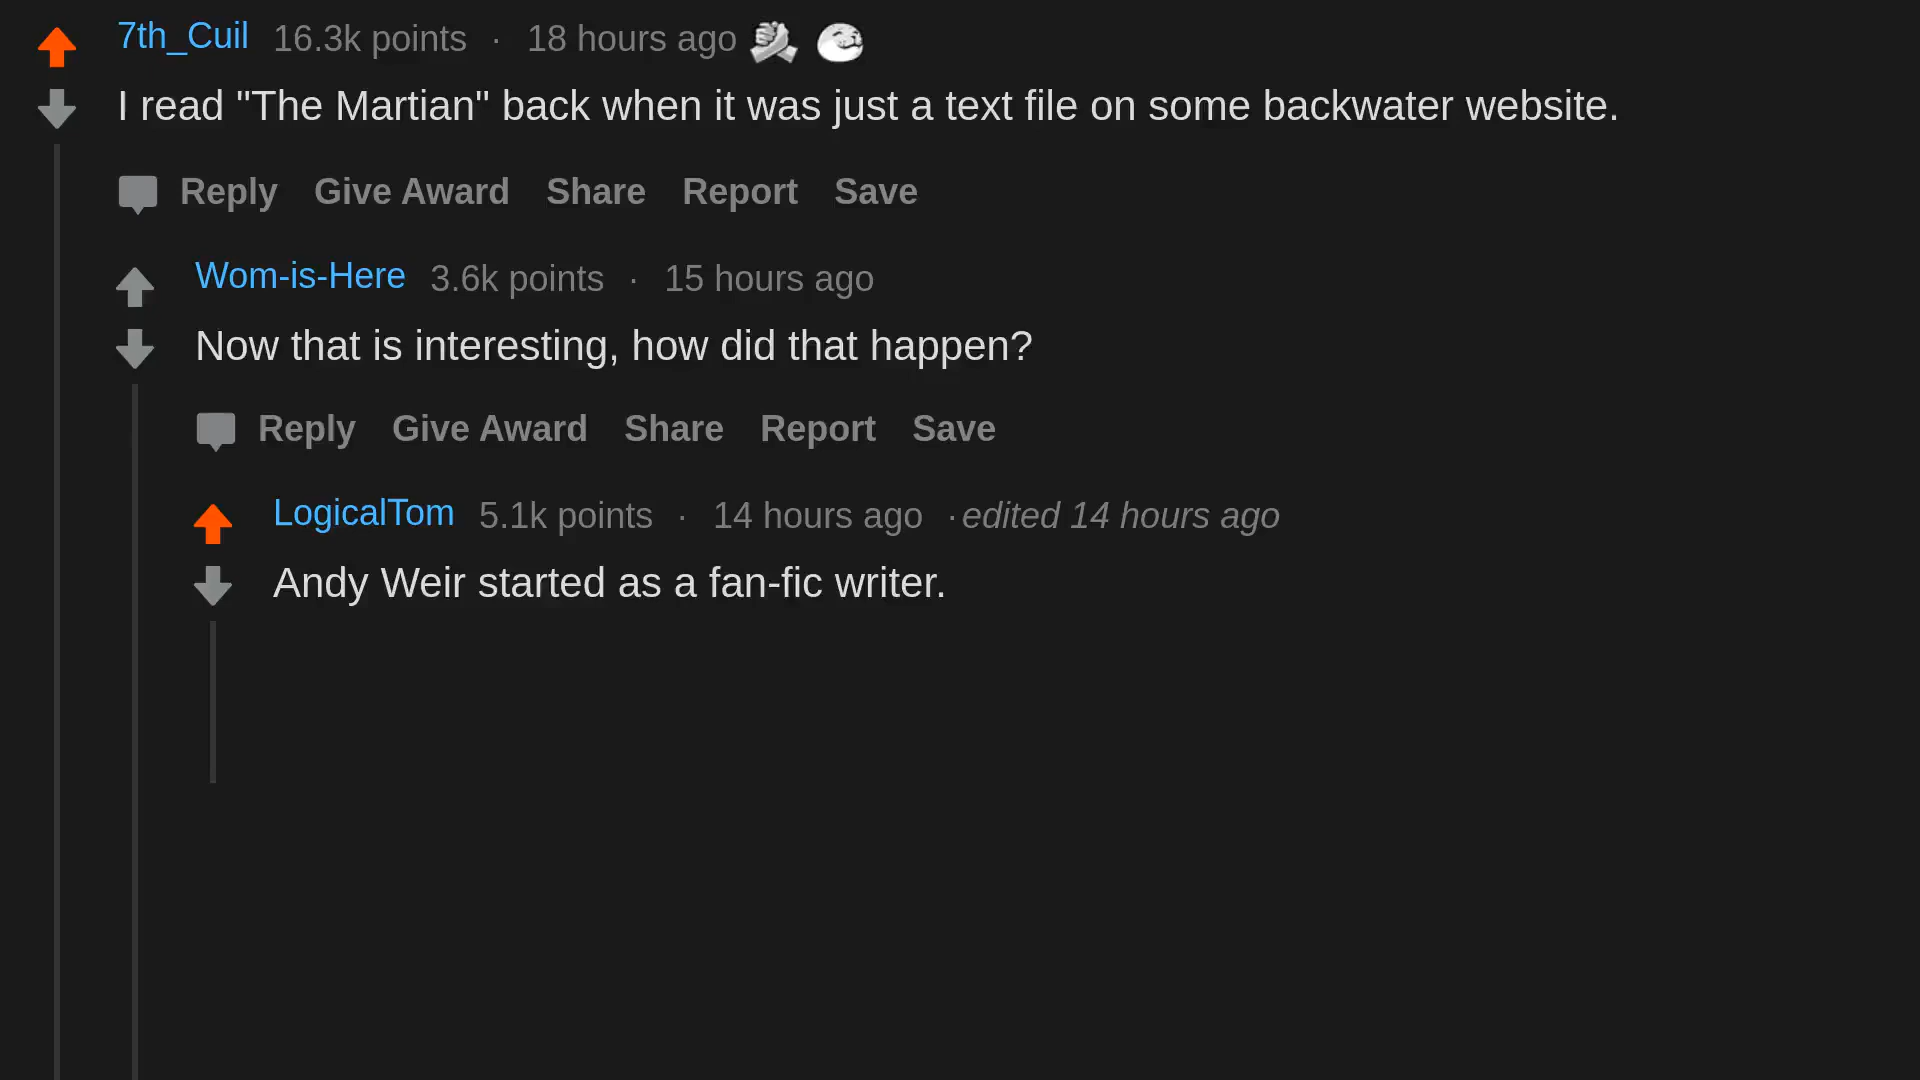 7th_Cuil 16.3k points · 18 hours ago
I read "The Martian" back when it was just a text file on some backwater website.
Reply Give Award Share Report Save
Wom-is-Here 3.6k points · 15 hours ago
Now that is interesting, how did that happen?
Reply Give Award Share Report Save
LogicalTom 5.1k points · 14 hours ago ·edited 14 hours ago
Andy Weir started as a fan-fic writer.